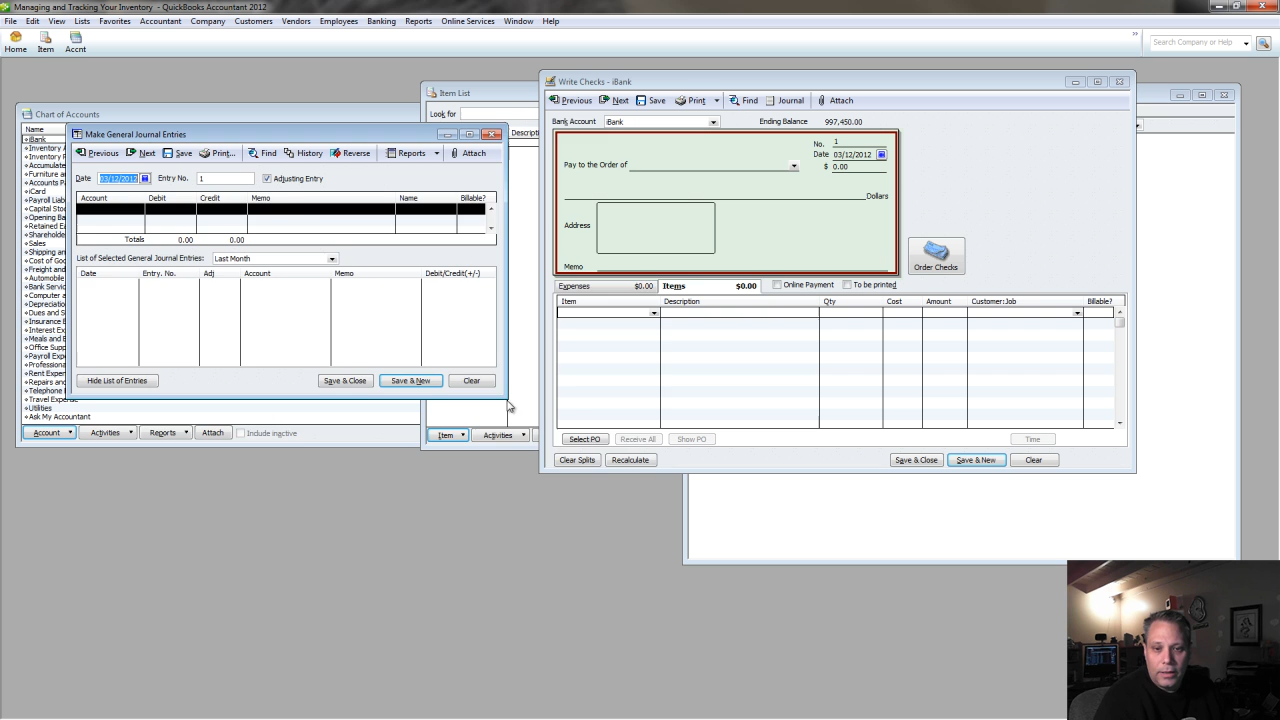 Managing and Tracking Your Inventory - QuickBooks Accountant 2012
File Edit View Lists Favorites Accountant Company Customers Vendors Employees Banking Reports Online Services Window Help
Home Item Accnt
Search Company or Help
Chart of Accounts
Name
iBank
Inventory
Inventory
Furniture an
Accounts
iCard
Payroll Liab
Capital Stoc
Opening Ba
Retained Ea
Sharehold
Sales
Shipping an
Cost of Goo
Freight and
Automobile
Bank Servic
Computer a
Depreciatio
Dues and S
Insurance E
Interest Ex
Meals and E
Office Supp
Payroll Expe
Professiona
Rent Expen
Repairs and
Telephone
Travel Expense
Utilities
Ask My Accountant
Account Activities Reports Attach Include inactive
Make General Journal Entries
Previous Next Save Print... Find History Reverse Reports Attach
Date 03/12/2012 Entry No. 1 Adjusting Entry
Account Debit Credit Memo Name Billable?
Totals 0.00 0.00
List of Selected General Journal Entries: Last Month
Date Entry. No. Adj Account Memo Debit/Credit(+/-)
Hide List of Entries Save & Close Save & New Clear
Item List
Look for
Descripti
Item Activities
Write Checks - iBank
Previous Next Save Print Find Journal Attach
Bank Account iBank Ending Balance 997,450.00
No. 1
Date 03/12/2012
Pay to the Order of $ 0.00
Dollars
Address
Memo
Order Checks
Expenses $0.00 Items $0.00 Online Payment To be printed
Item Description Qty Cost Amount Customer:Job Billable?
Select PO Receive All Show PO Time
Clear Splits Recalculate Save & Close Save & New Clear